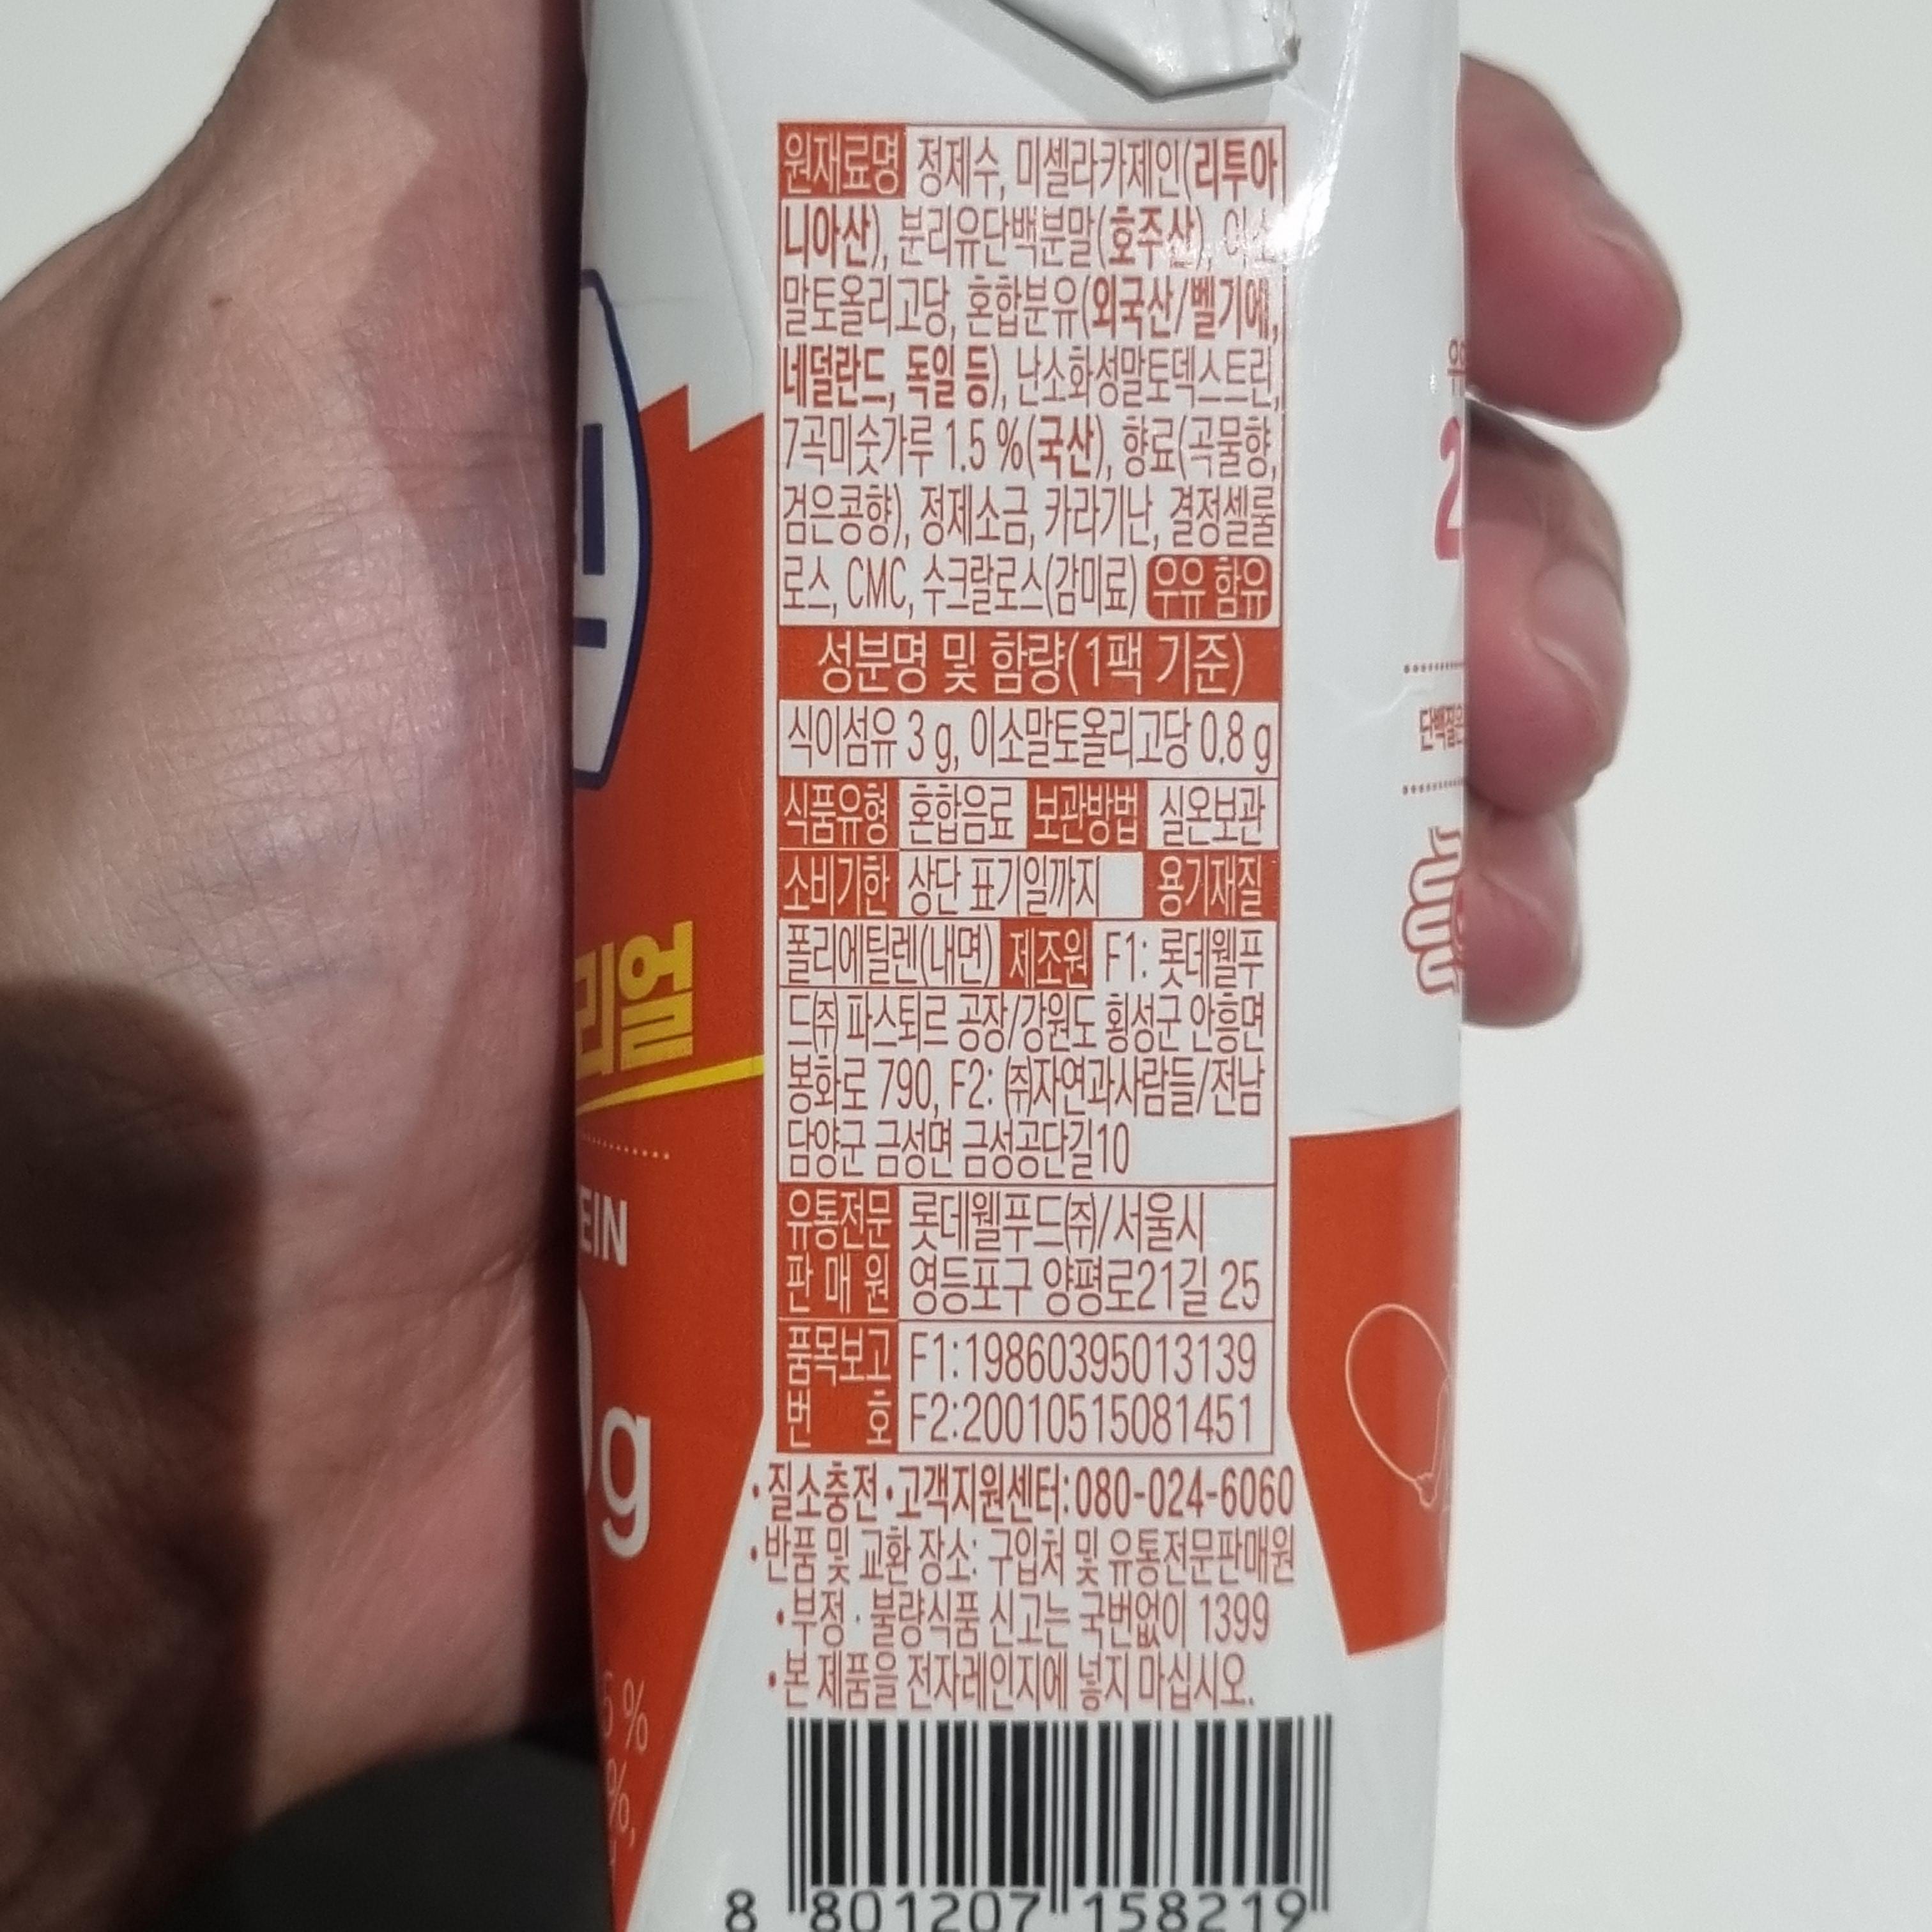 원재료명 정제수, 미셀라카제인(리투아
니아산), 분리유단백분말(호주산), 이소
말토올리고당, 혼합분유(외국산/벨기에,
네덜란드, 독일 등), 난소화성말토덱스트린,
7곡미숫가루 1.5 %(국산), 향료(곡물향,
검은콩향), 정제소금, 카라기난, 결정셀룰
로스, CMC, 수크랄로스(감미료) 우유 함유
성분명 및 함량(1팩 기준)
식이섬유 3 g, 이소말토올리고당 0.8 g
식품유형 혼합음료 보관방법 실온보관
소비기한 상단 표기일까지 용기재질
폴리에틸렌(내면) 제조원 F1: 롯데웰푸
드㈜ 파스퇴르 공장/강원도 횡성군 안흥면
봉화로 790, F2: ㈜자연과사람들/전남
담양군 금성면 금성공단길10
유통전문 롯데웰푸드㈜/서울시
판 매 원 영등포구 양평로21길 25
품목보고 F1:19860395013139
번 호 F2:20010515081451
•질소충전•고객지원센터:080-024-6060
•반품 및 교환 장소: 구입처 및 유통전문판매원
•부정·불량식품 신고는 국번없이 1399
•본 제품을 전자레인지에 넣지 마십시오.
8 801207 158219
리얼
EIN
g
%
%,
2
단백질은